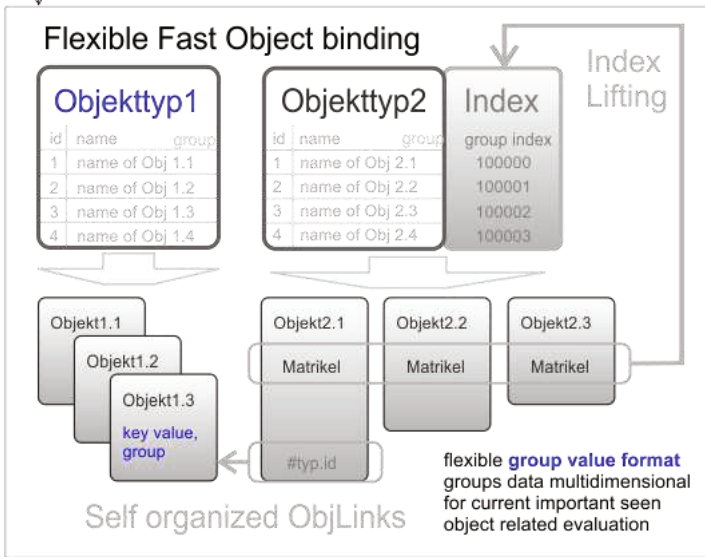 Flexible Fast Object binding
Index
Lifting
Objekttyp1
id name group
1 name of Obj 1.1
2 name of Obj 1.2
3 name of Obj 1.3
4 name of Obj 1.4
Objekttyp2
id name group
1 name of Obj 2.1
2 name of Obj 2.2
3 name of Obj 2.3
4 name of Obj 2.4
Index
group index
100000
100001
100002
100003
Objekt1.1
Objekt1.2
Objekt1.3
key value,
group
Objekt2.1
Matrikel
#typ.id
Objekt2.2
Matrikel
Objekt2.3
Matrikel
Self organized ObjLinks
flexible group value format
groups data multidimensional
for current important seen
object related evaluation